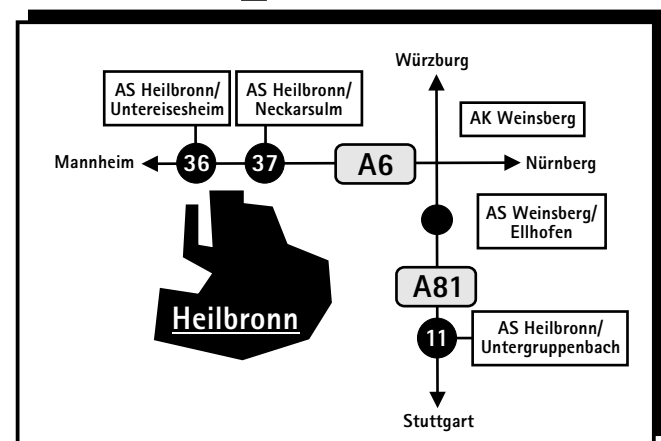 Würzburg
AS Heilbronn/
Untereisesheim
AS Heilbronn/
Neckarsulm
AK Weinsberg
Mannheim
36
37
A6
Nürnberg
AS Weinsberg/
Ellhofen
A81
Heilbronn
11
AS Heilbronn/
Untergruppenbach
Stuttgart